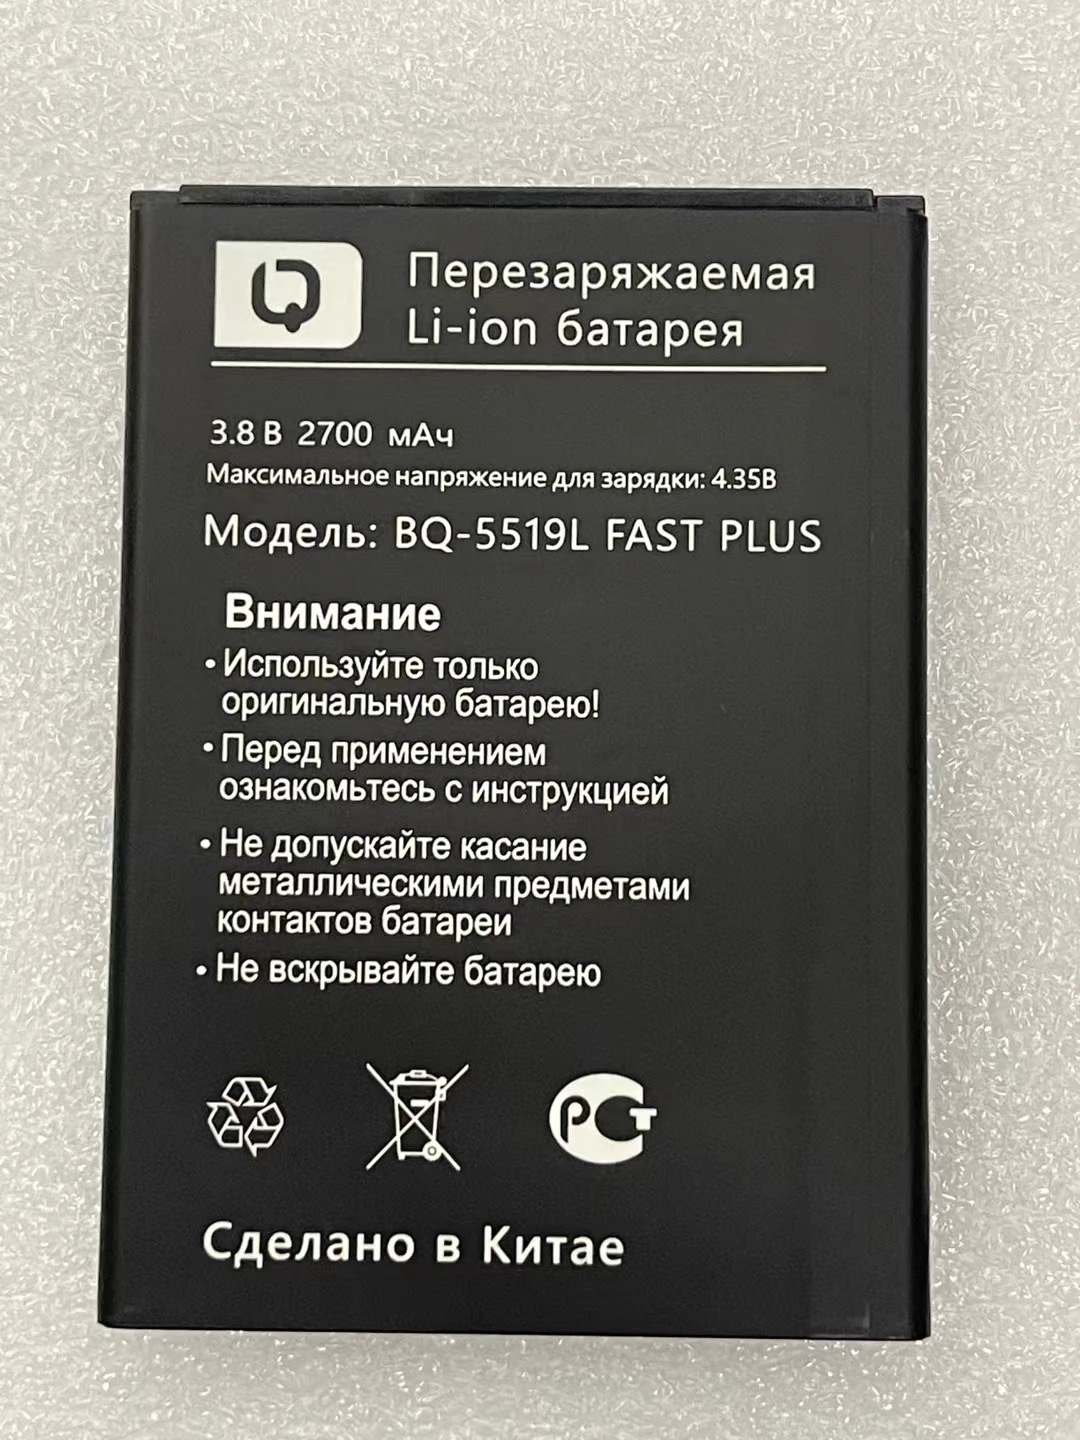 Перезаряжаемая
Li-ion батарея
3.8 В 2700 мАч
Максимальное напряжение для зарядки: 4.35В
Модель: BQ-5519L FAST PLUS
Внимание
• Используйте только
оригинальную батарею!
• Перед применением
ознакомьтесь с инструкцией
• Не допускайте касание
металлическими предметами
контактов батареи
• Не вскрывайте батарею
РСТ
Сделано в Китае